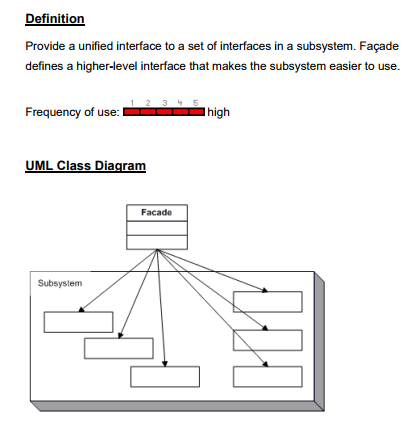 Definition
Provide a unified interface to a set of interfaces in a subsystem. Façade
defines a higher-level interface that makes the subsystem easier to use.
1 2 3 4 5
Frequency of use: high
UML Class Diagram
Facade
Subsystem